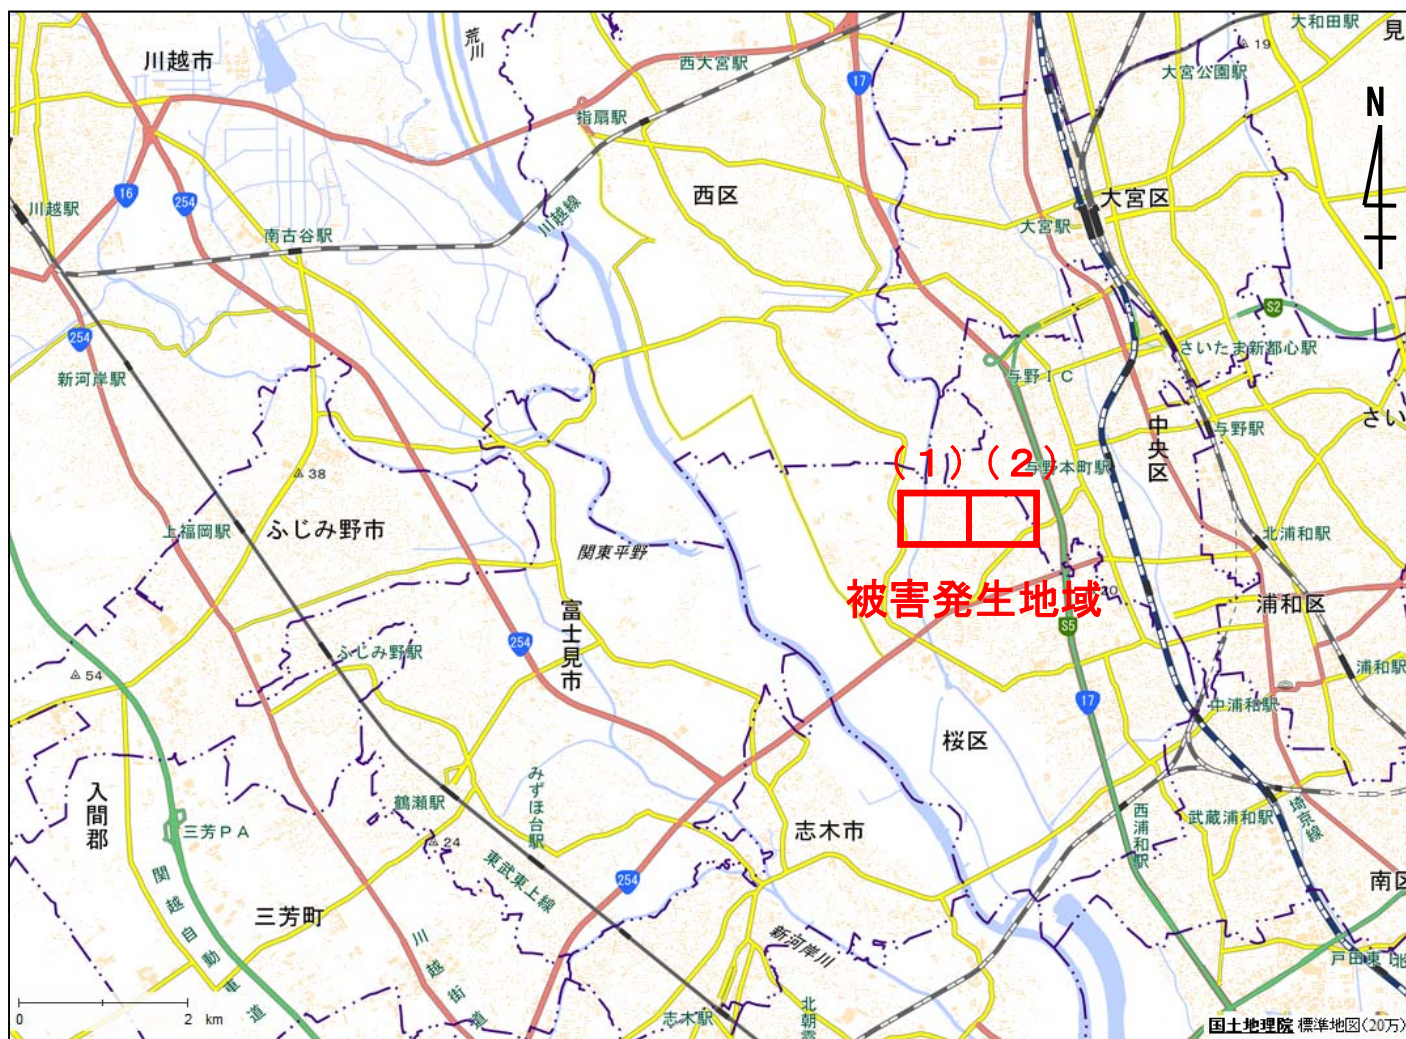 大和田駅
見
荒川
19
川越市
西大宮駅
大宮公園駅
17
N
指扇駅
16
254
西区
大宮区
川越駅
川越線
大宮駅
南古谷駅
S2
254
さいたま新都心駅
新河岸駅
与野IC
さい
中央区
与野駅
(1)(2)
与野本町駅
38
上福岡駅
ふじみ野市
北浦和駅
関東平野
被害発生地域
20
浦和区
富士見市
S5
254
ふじみ野駅
浦和駅
54
17
中浦和駅
桜区
入間郡
鶴瀬駅
みずほ台駅
三芳PA
志木市
西浦和駅
武蔵浦和駅
埼京線
24
東武東上線
254
南区
関越自動車道
三芳町
川越街道
新河岸川
戸田東I
北
0
2 km
志木駅
北朝霞
国土地理院 標準地図(20万)